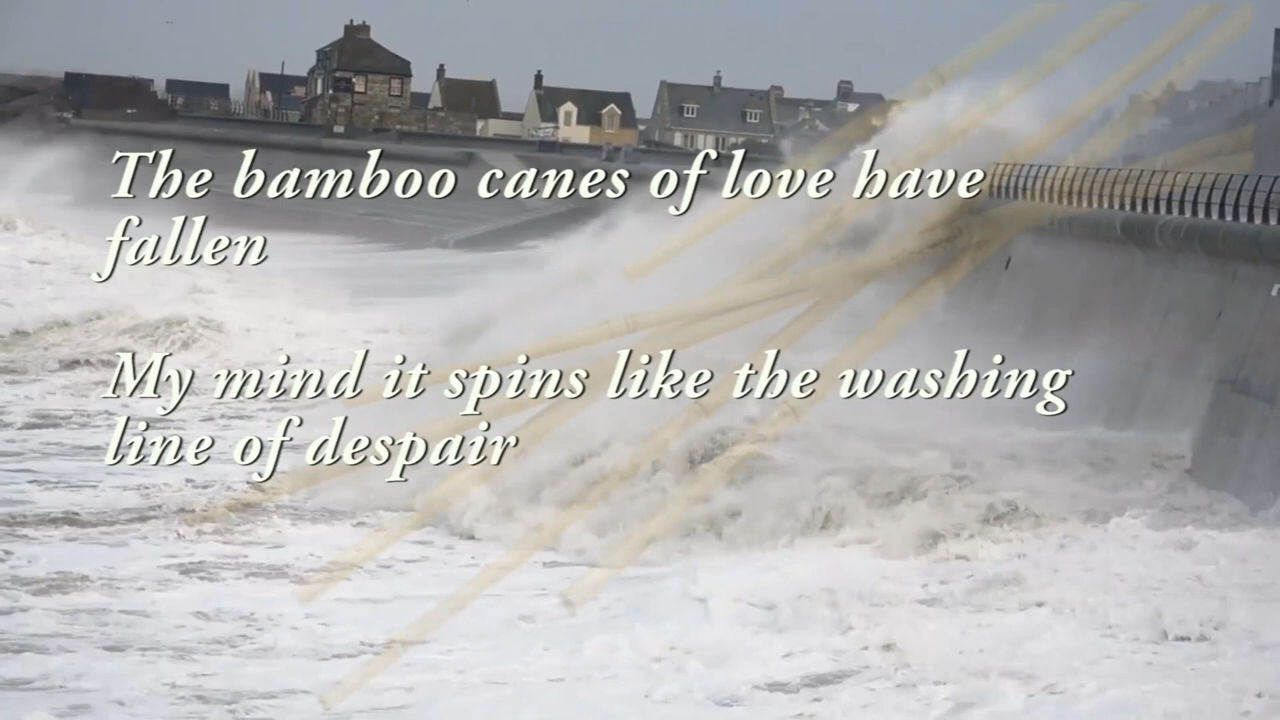 The bamboo canes of love have
fallen
My mind it spins like the washing
line of despair